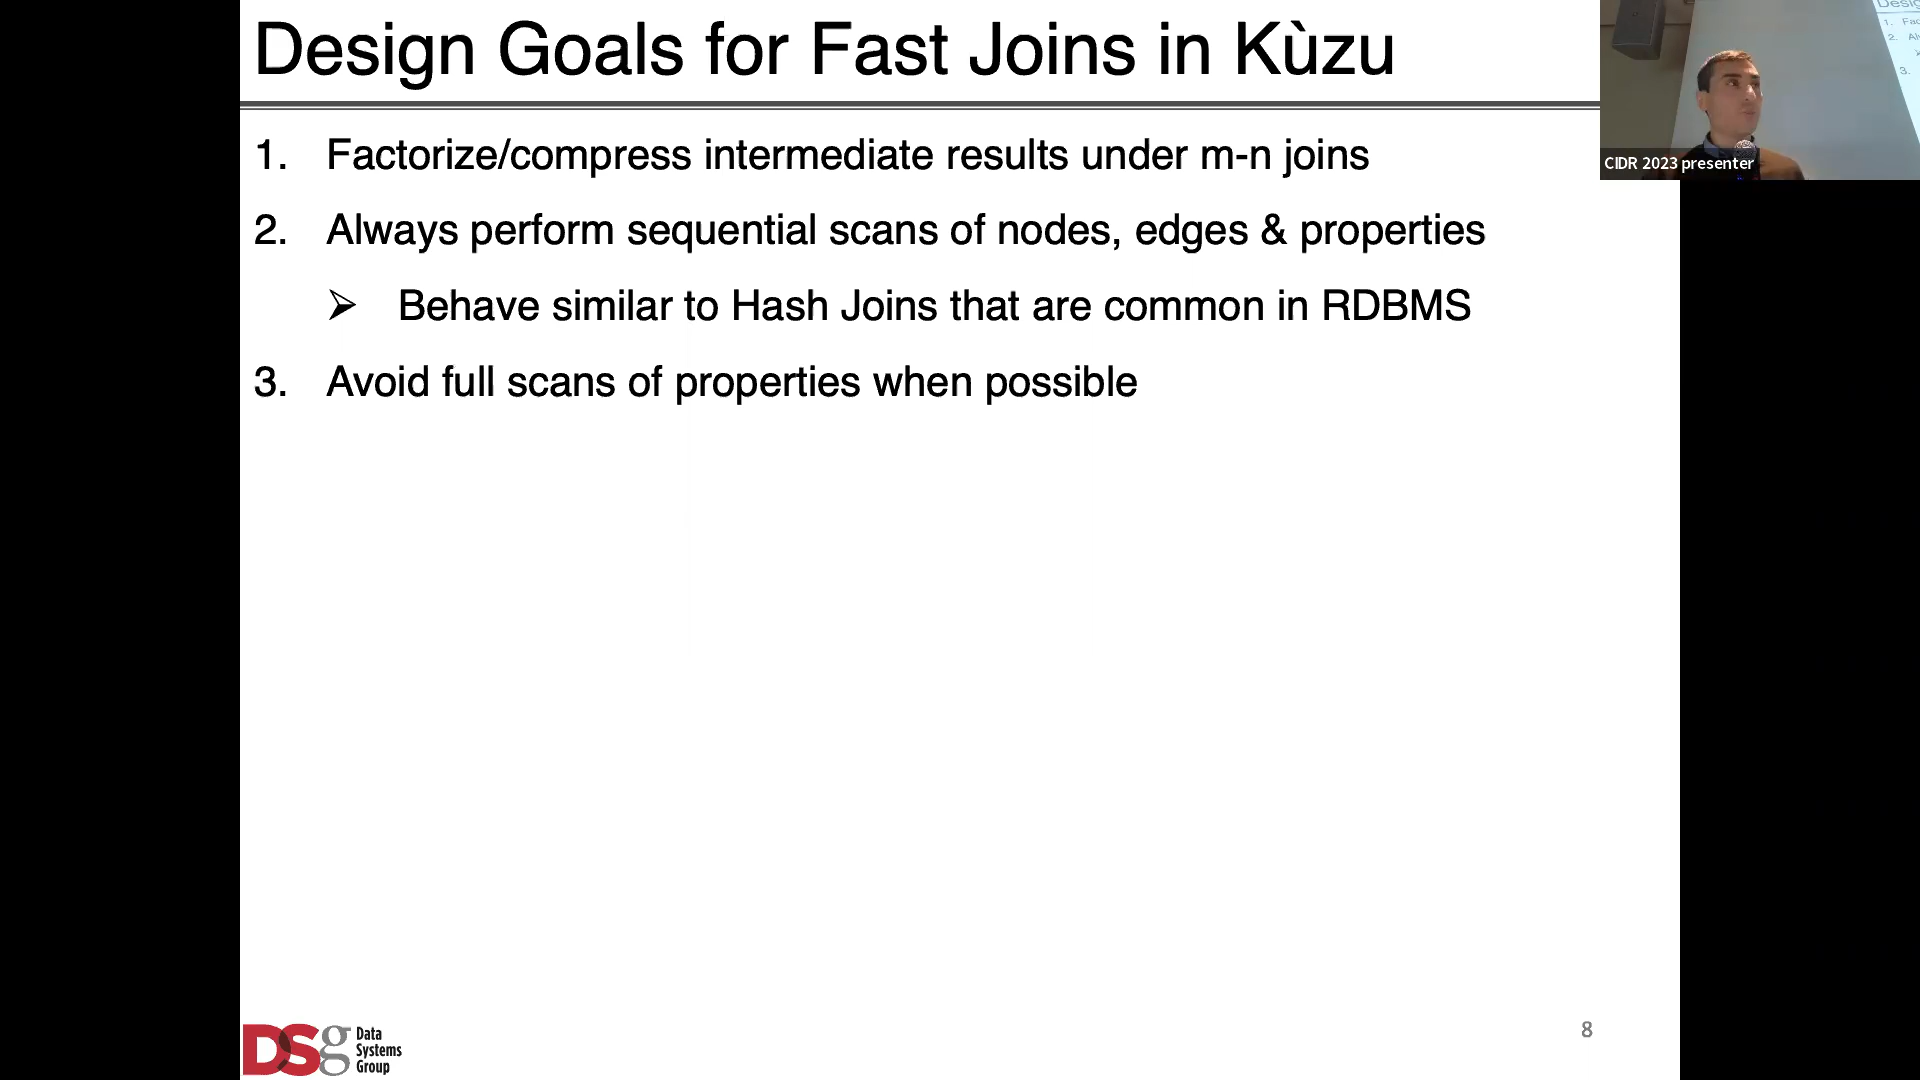 Design Goals for Fast Joins in Kùzu
1. Factorize/compress intermediate results under m-n joins
2. Always perform sequential scans of nodes, edges & properties
➢ Behave similar to Hash Joins that are common in RDBMS
3. Avoid full scans of properties when possible
CIDR 2023 presenter
DSg Data
Systems
Group
8